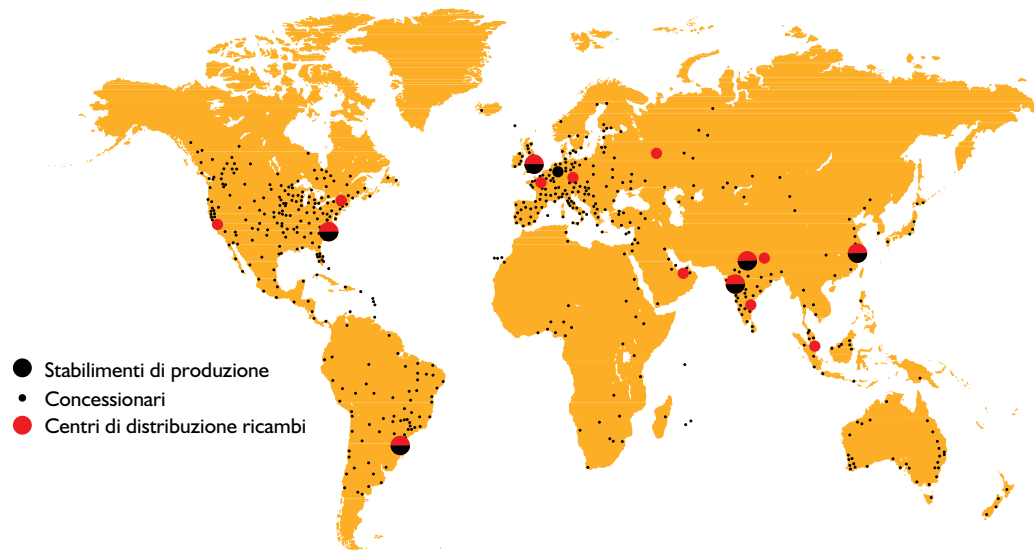 Stabilimenti di produzione
Concessionari
Centri di distribuzione ricambi